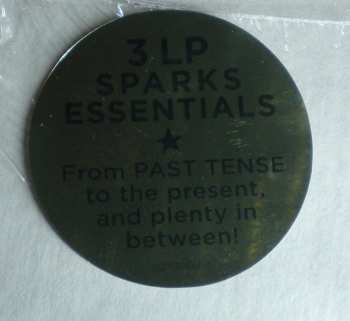 3 LP
SPARKS
ESSENTIALS
★
From PAST TENSE
to the present,
and plenty in
between!